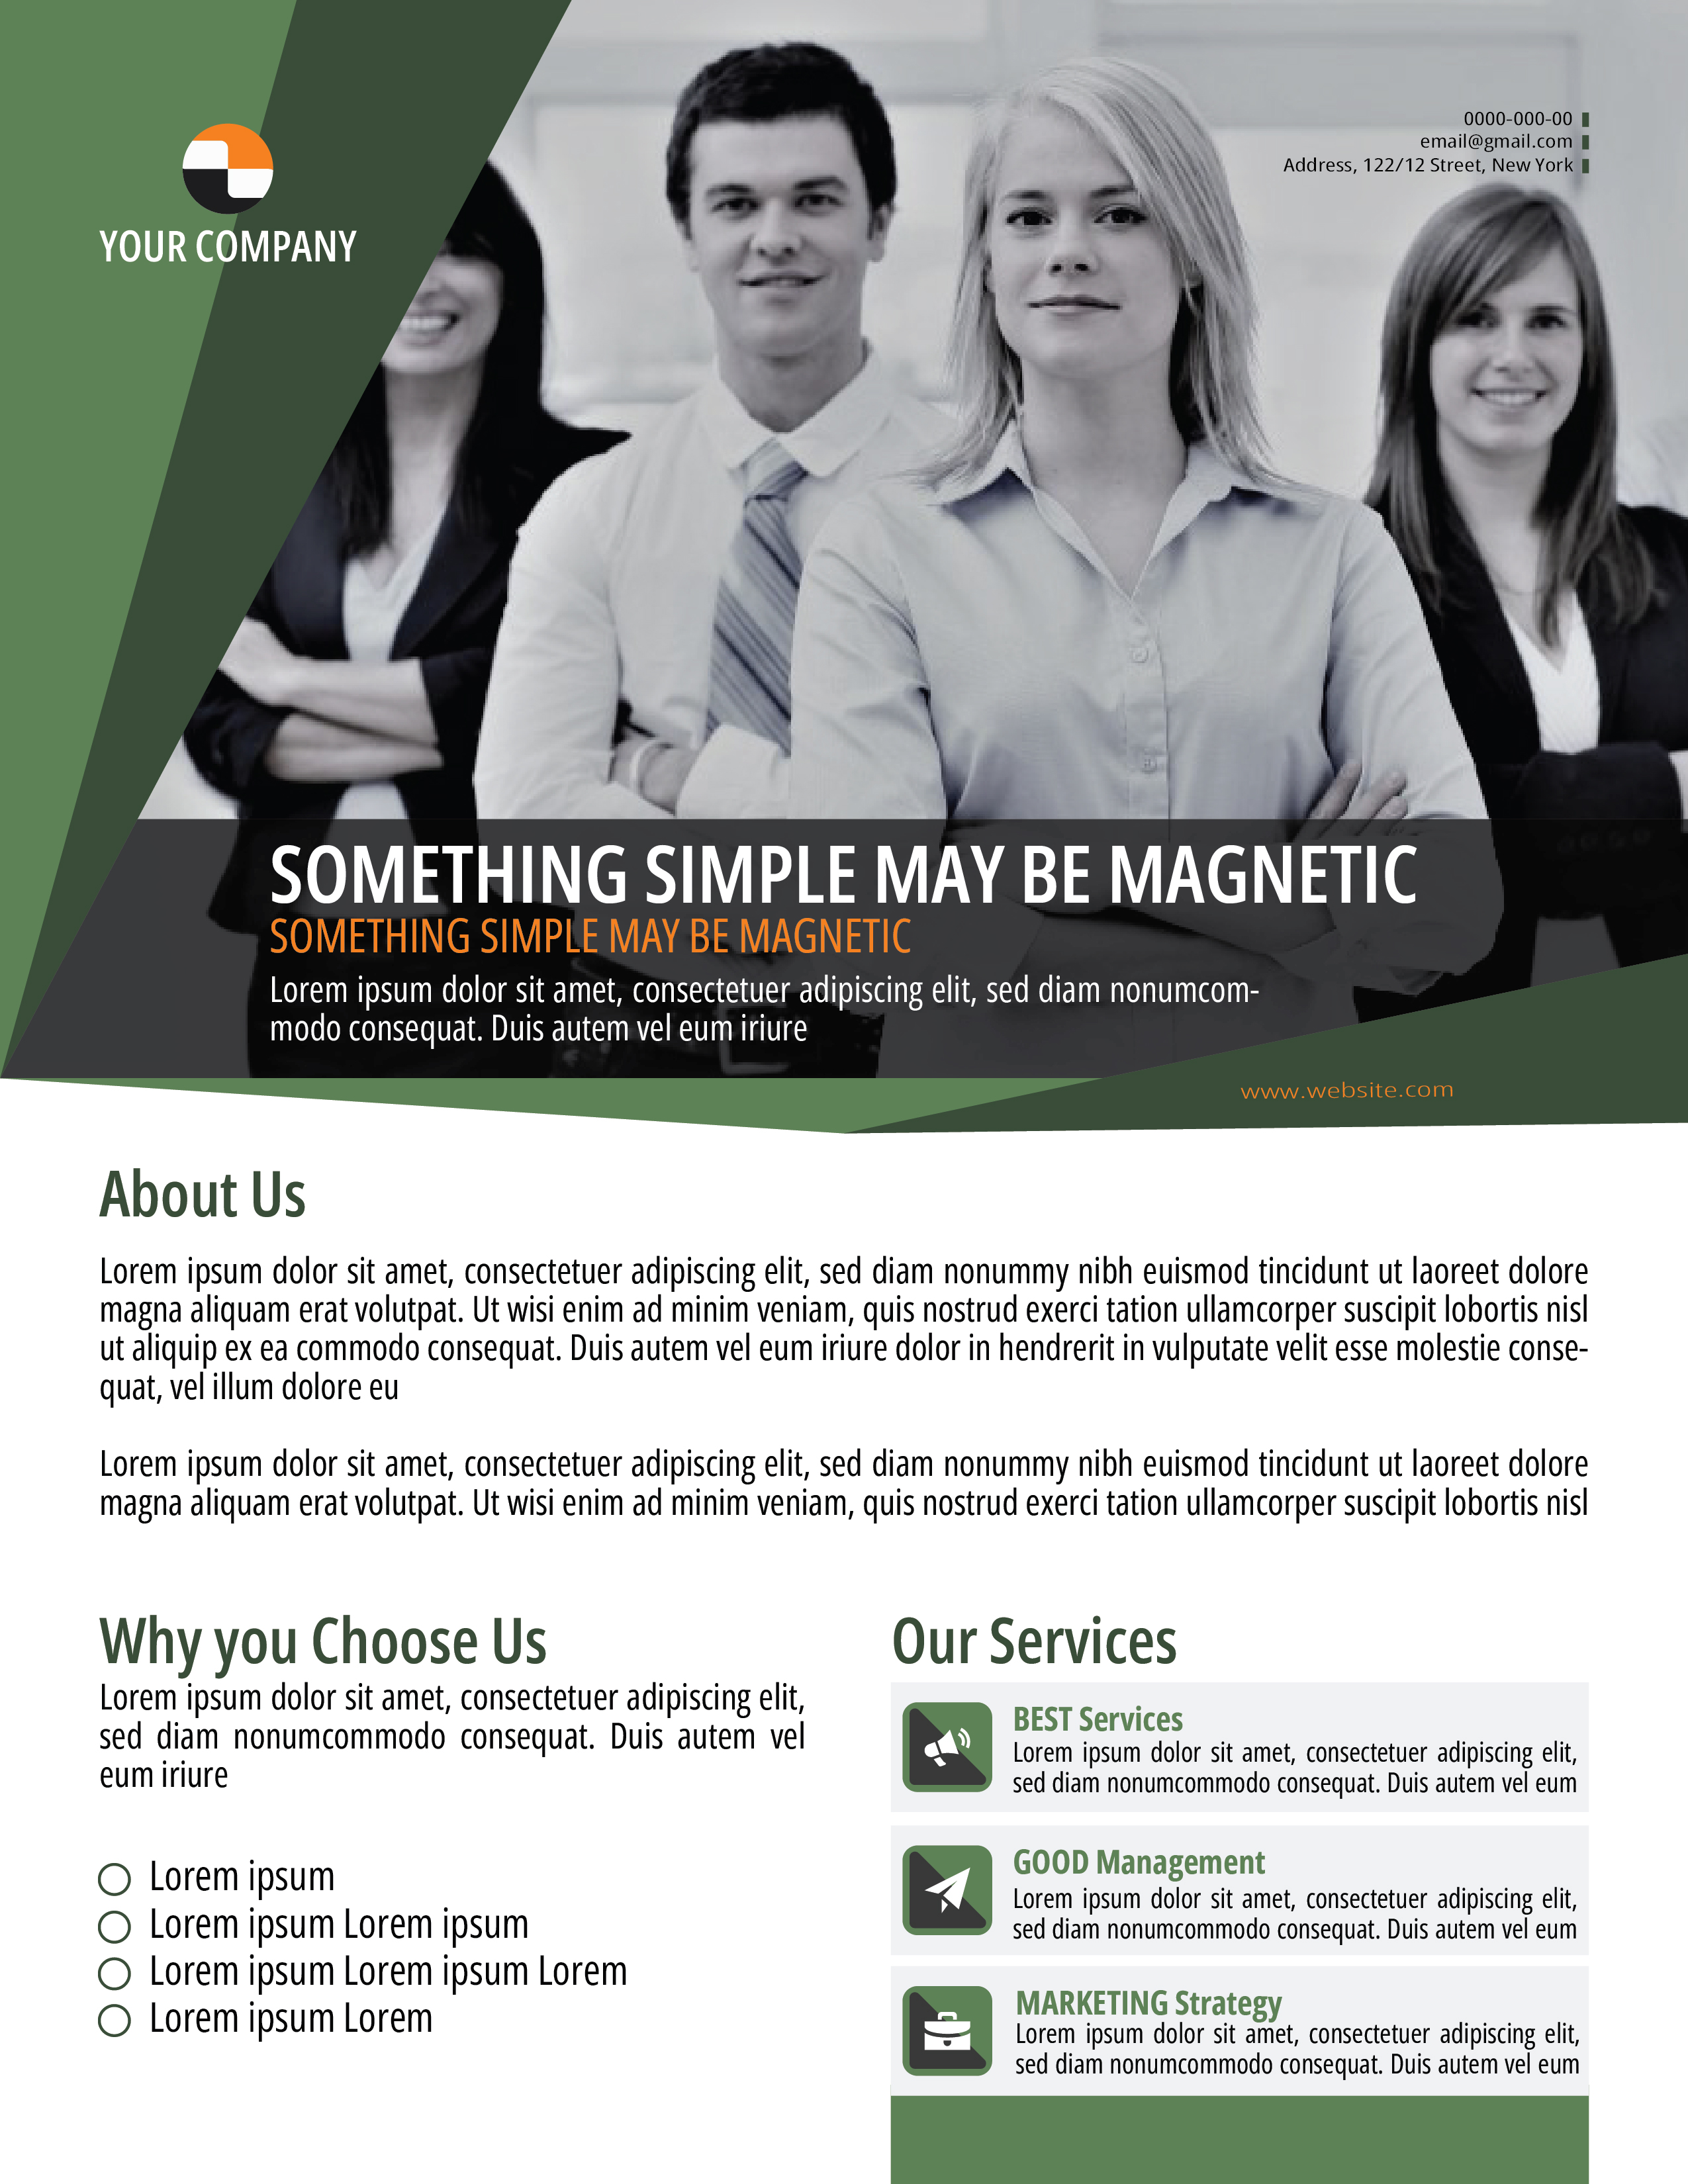 0000-000-00
email@gmail.com
Address, 122/12 Street, New York
YOUR COMPANY
SOMETHING SIMPLE MAY BE MAGNETIC
SOMETHING SIMPLE MAY BE MAGNETIC
Lorem ipsum dolor sit amet, consectetuer adipiscing elit, sed diam nonumcom-
modo consequat. Duis autem vel eum iriure
www.website.com
About Us
Lorem ipsum dolor sit amet, consectetuer adipiscing elit, sed diam nonummy nibh euismod tincidunt ut laoreet dolore
magna aliquam erat volutpat. Ut wisi enim ad minim veniam, quis nostrud exerci tation ullamcorper suscipit lobortis nisl
ut aliquip ex ea commodo consequat. Duis autem vel eum iriure dolor in hendrerit in vulputate velit esse molestie conse-
quat, vel illum dolore eu
Lorem ipsum dolor sit amet, consectetuer adipiscing elit, sed diam nonummy nibh euismod tincidunt ut laoreet dolore
magna aliquam erat volutpat. Ut wisi enim ad minim veniam, quis nostrud exerci tation ullamcorper suscipit lobortis nisl
Why you Choose Us
Lorem ipsum dolor sit amet, consectetuer adipiscing elit,
sed diam nonumcommodo consequat. Duis autem vel
eum iriure
Lorem ipsum
Lorem ipsum Lorem ipsum
Lorem ipsum Lorem ipsum Lorem
Lorem ipsum Lorem
Our Services
BEST Services
Lorem ipsum dolor sit amet, consectetuer adipiscing elit,
sed diam nonumcommodo consequat. Duis autem vel eum
GOOD Management
Lorem ipsum dolor sit amet, consectetuer adipiscing elit,
sed diam nonumcommodo consequat. Duis autem vel eum
MARKETING Strategy
Lorem ipsum dolor sit amet, consectetuer adipiscing elit,
sed diam nonumcommodo consequat. Duis autem vel eum